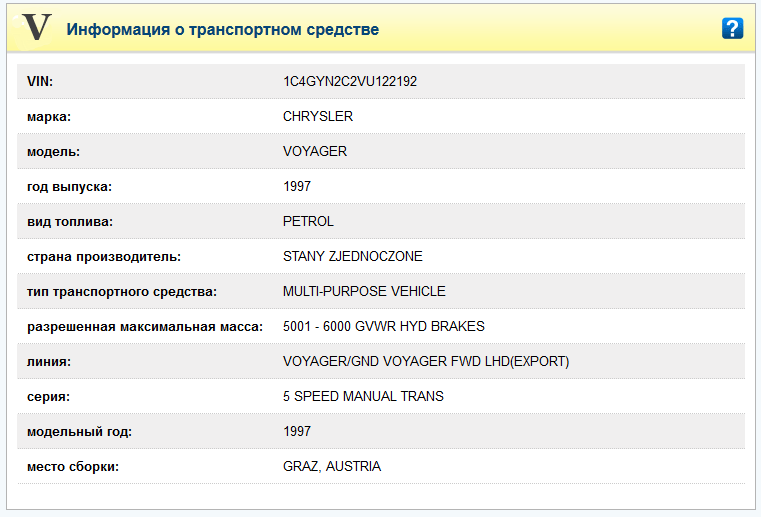 V Информация о транспортном средстве ?
VIN: 1C4GYN2C2VU122192
марка: CHRYSLER
модель: VOYAGER
год выпуска: 1997
вид топлива: PETROL
страна производитель: STANY ZJEDNOCZONE
тип транспортного средства: MULTI-PURPOSE VEHICLE
разрешенная максимальная масса: 5001 - 6000 GVWR HYD BRAKES
линия: VOYAGER/GND VOYAGER FWD LHD(EXPORT)
серия: 5 SPEED MANUAL TRANS
модельный год: 1997
место сборки: GRAZ, AUSTRIA